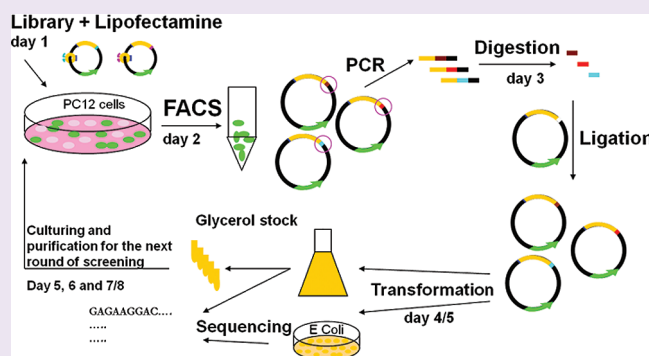 Library + Lipofectamine
day 1
PC12 cells
FACS
day 2
PCR
Digestion
day 3
Ligation
Glycerol stock
Culturing and
purification for the next
round of screening
Day 5, 6 and 7/8
Transformation
day 4/5
GAGAAGGAC....
.....
.....
Sequencing
E Coli